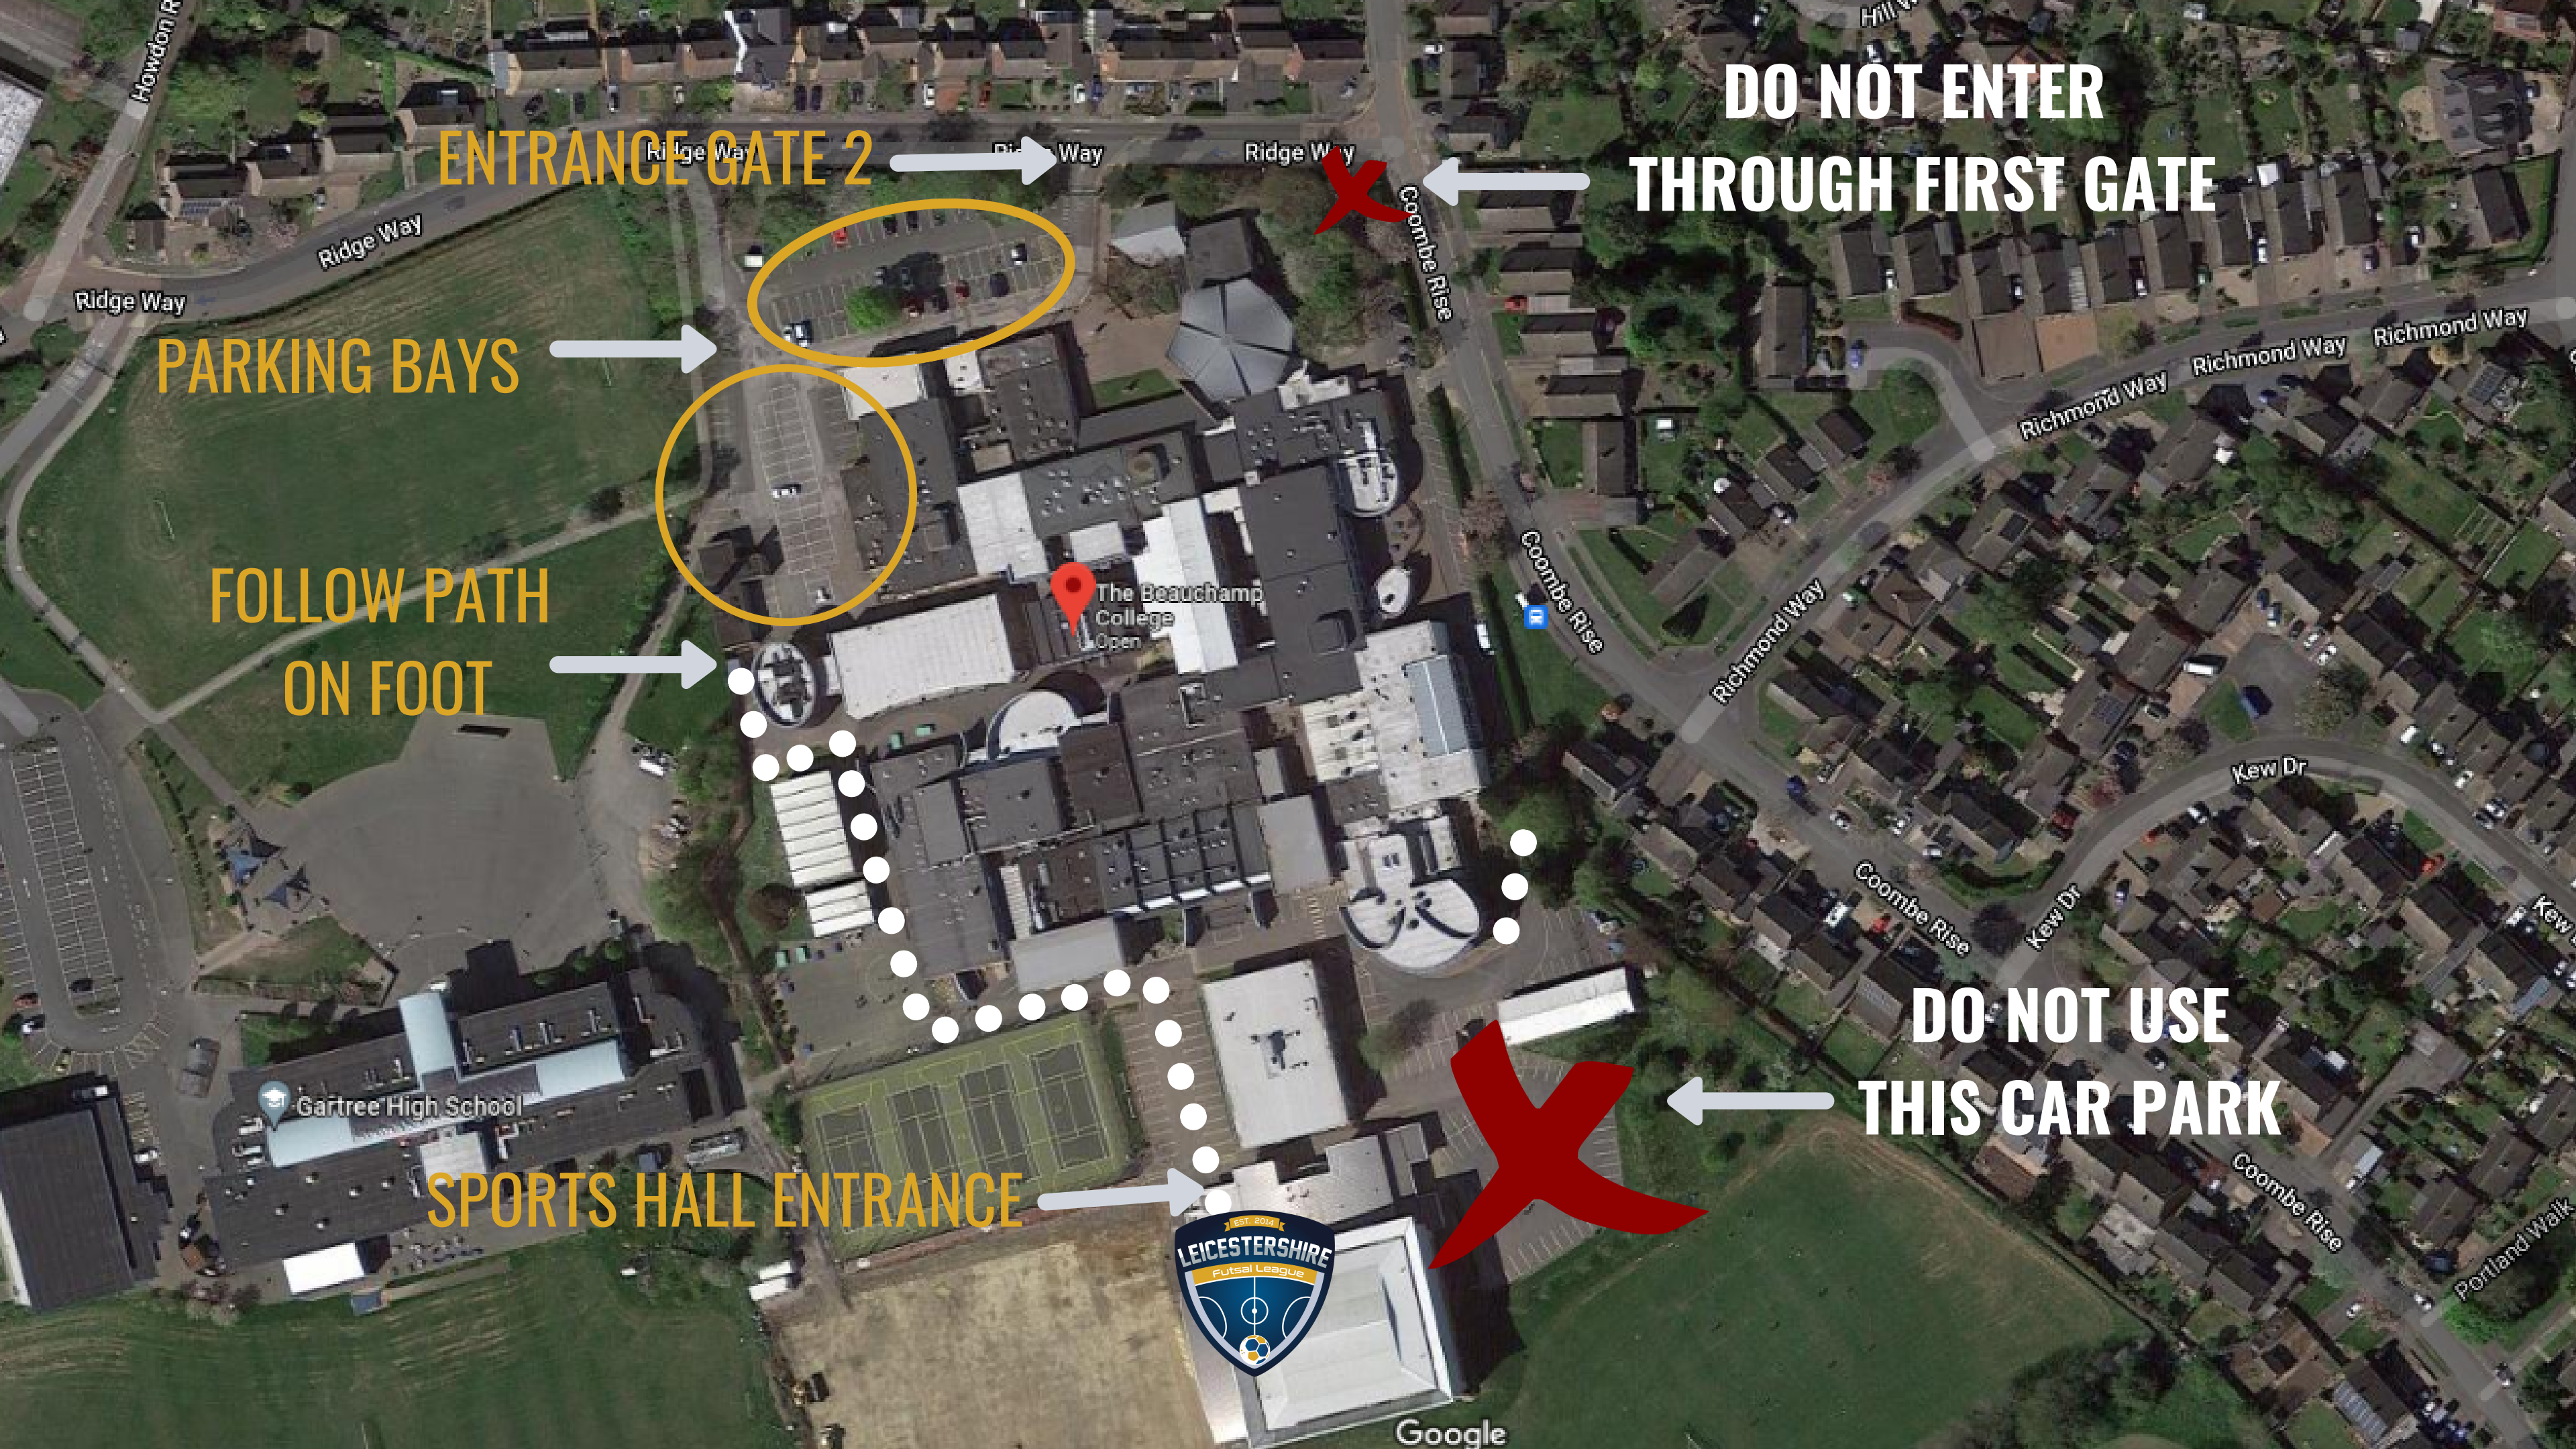 Howdon R
Hill W
DO NOT ENTER
THROUGH FIRST GATE
ENTRANCE GATE 2
Ridge Way
Ridge Way
Ridge Way
Ridge Way
Ridge Way
Coombe Rise
PARKING BAYS
Richmond Way
Richmond Way
Richmond Way
Richmond Way
FOLLOW PATH
ON FOOT
The Beauchamp
College
Open
Coombe Rise
Kew Dr
Kew Dr
Kew
Coombe Rise
DO NOT USE
THIS CAR PARK
Gartree High School
SPORTS HALL ENTRANCE
Coombe Rise
Portland Walk
EST. 2014
LEICESTERSHIRE
Futsal League
Google